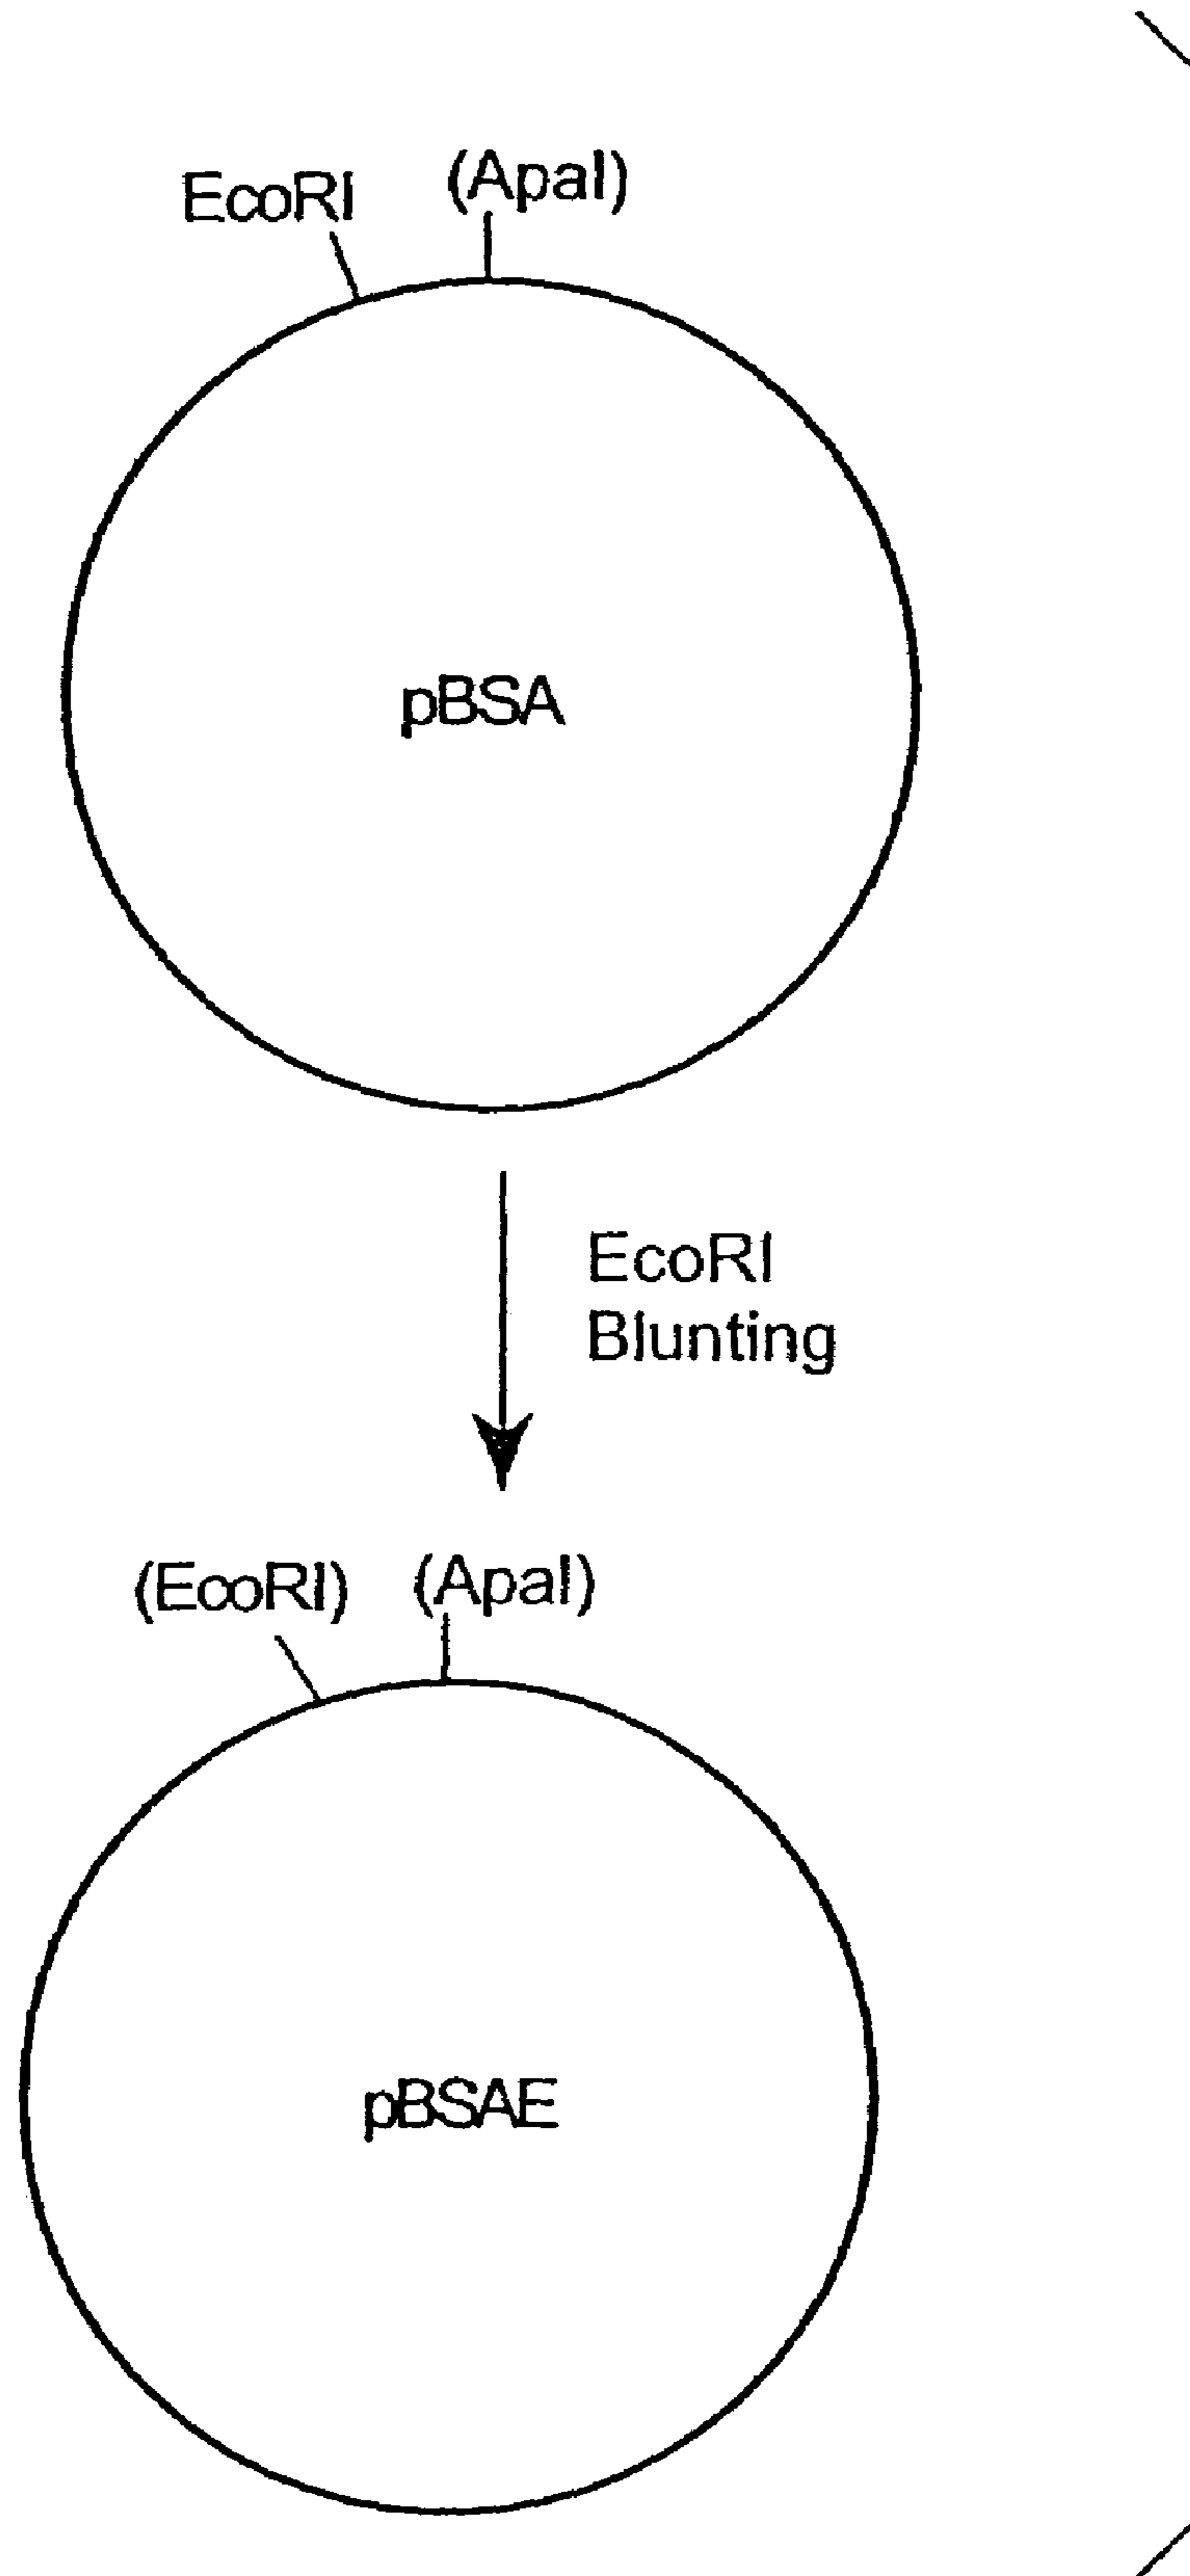 EcoRI (ApaI)
pBSA
EcoRI
Blunting
(EcoRI) (ApaI)
pBSAE